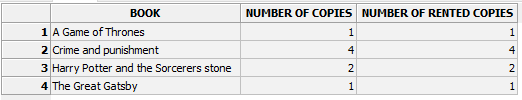 BOOK NUMBER OF COPIES NUMBER OF RENTED COPIES
1 A Game of Thrones 1 1
2 Crime and punishment 4 4
3 Harry Potter and the Sorcerers stone 2 2
4 The Great Gatsby 1 1